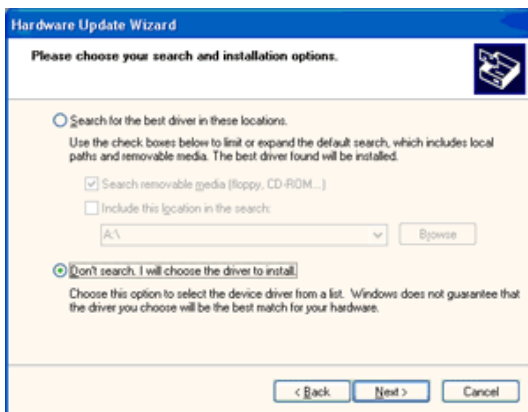 Hardware Update Wizard
Please choose your search and installation options.
Search for the best driver in these locations.
Use the check boxes below to limit or expand the default search, which includes local
paths and removable media. The best driver found will be installed.
Search removable media (floppy, CD-ROM...)
Include this location in the search:
A:\
Browse
Don't search. I will choose the driver to install.
Choose this option to select the device driver from a list. Windows does not guarantee that
the driver you choose will be the best match for your hardware.
< Back
Next >
Cancel